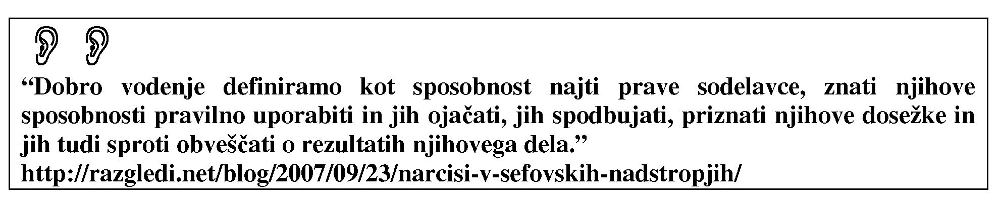 “Dobro vodenje definiramo kot sposobnost najti prave sodelavce, znati njihove
sposobnosti pravilno uporabiti in jih ojačati, jih spodbujati, priznati njihove dosežke in
jih tudi sproti obveščati o rezultatih njihovega dela.”
http://razgledi.net/blog/2007/09/23/narcisi-v-sefovskih-nadstropjih/